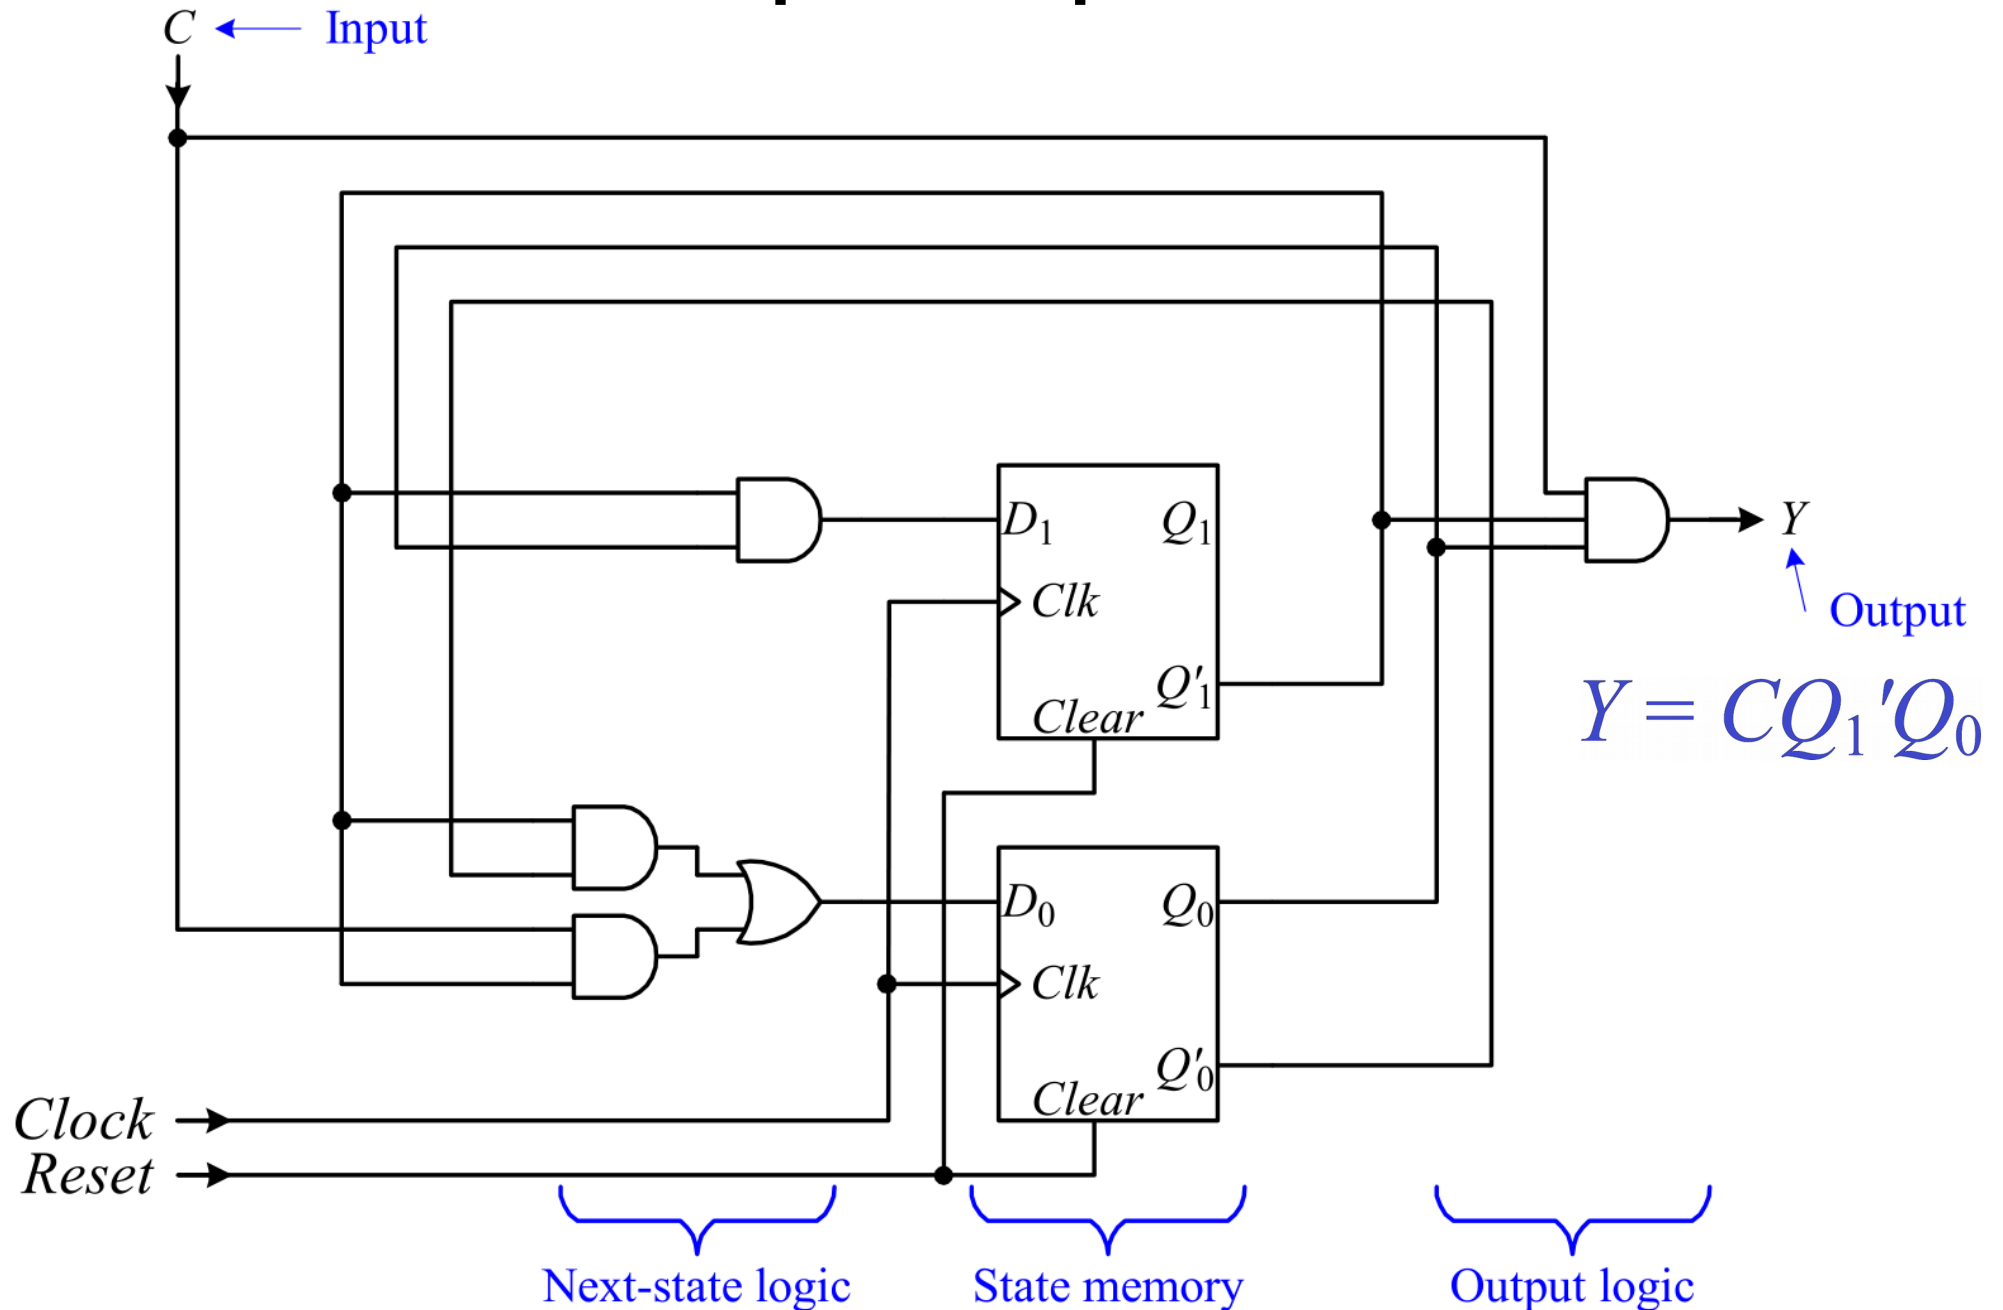 C
Input
D₁
Q₁
Clk
Q′₁
Clear
Y
Output
Y = CQ₁′Q₀
D₀
Q₀
Clk
Q′₀
Clear
Clock
Reset
Next-state logic
State memory
Output logic